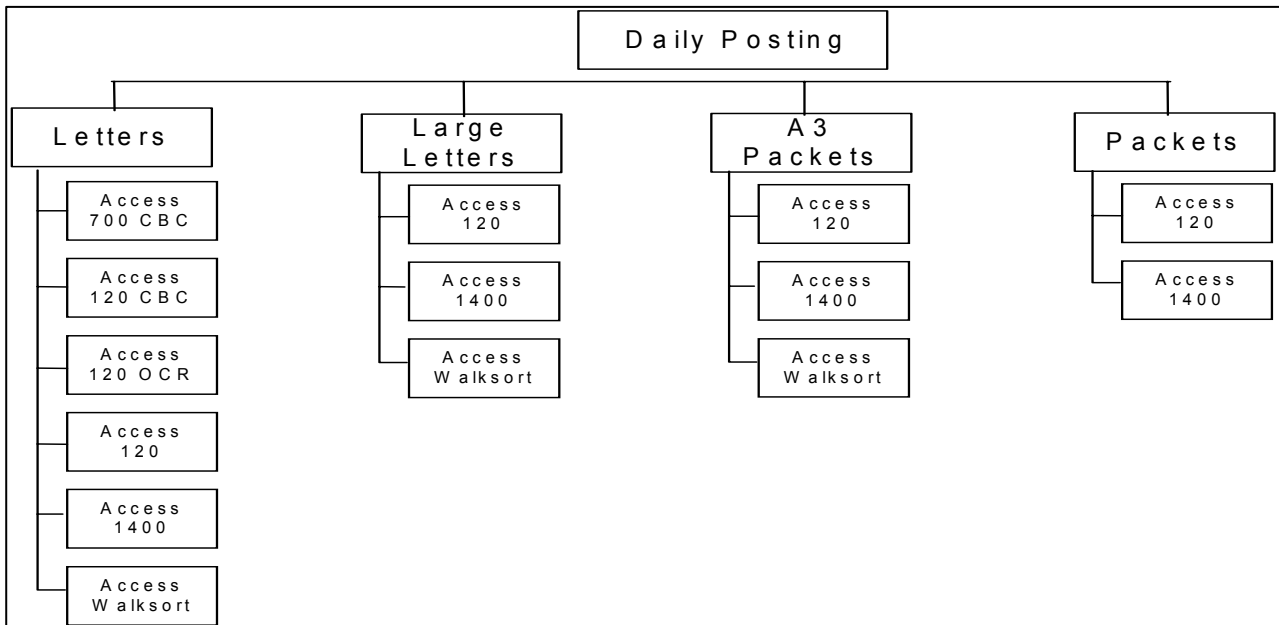 Daily Posting
Letters
Access
700 CBC
Access
120 CBC
Access
120 OCR
Access
120
Access
1400
Access
Walksort
Large
Letters
Access
120
Access
1400
Access
Walksort
A3
Packets
Access
120
Access
1400
Access
Walksort
Packets
Access
120
Access
1400